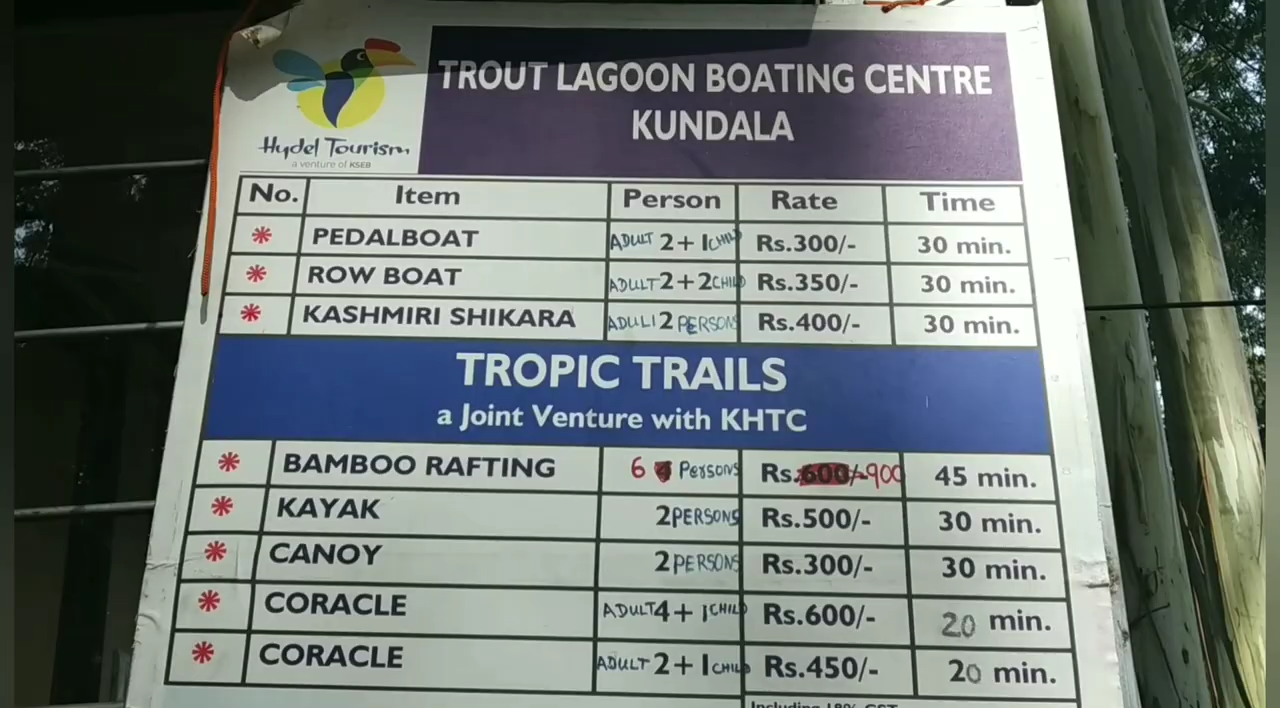 TROUT LAGOON BOATING CENTRE
KUNDALA
Hydel Tourism
a venture of KSEB
No. Item Person Rate Time
* PEDALBOAT ADULT 2+1 CHILD Rs.300/- 30 min.
* ROW BOAT ADULT 2+2 CHILD Rs.350/- 30 min.
* KASHMIRI SHIKARA ADULT 2 PERSONS Rs.400/- 30 min.
TROPIC TRAILS
a Joint Venture with KHTC
* BAMBOO RAFTING 6 Persons Rs.600/- 900 45 min.
* KAYAK 2 PERSONS Rs.500/- 30 min.
* CANOY 2 PERSONS Rs.300/- 30 min.
* CORACLE ADULT 4+1 CHILD Rs.600/- 20 min.
* CORACLE ADULT 2+1 CHILD Rs.450/- 20 min.
Including 18% GST